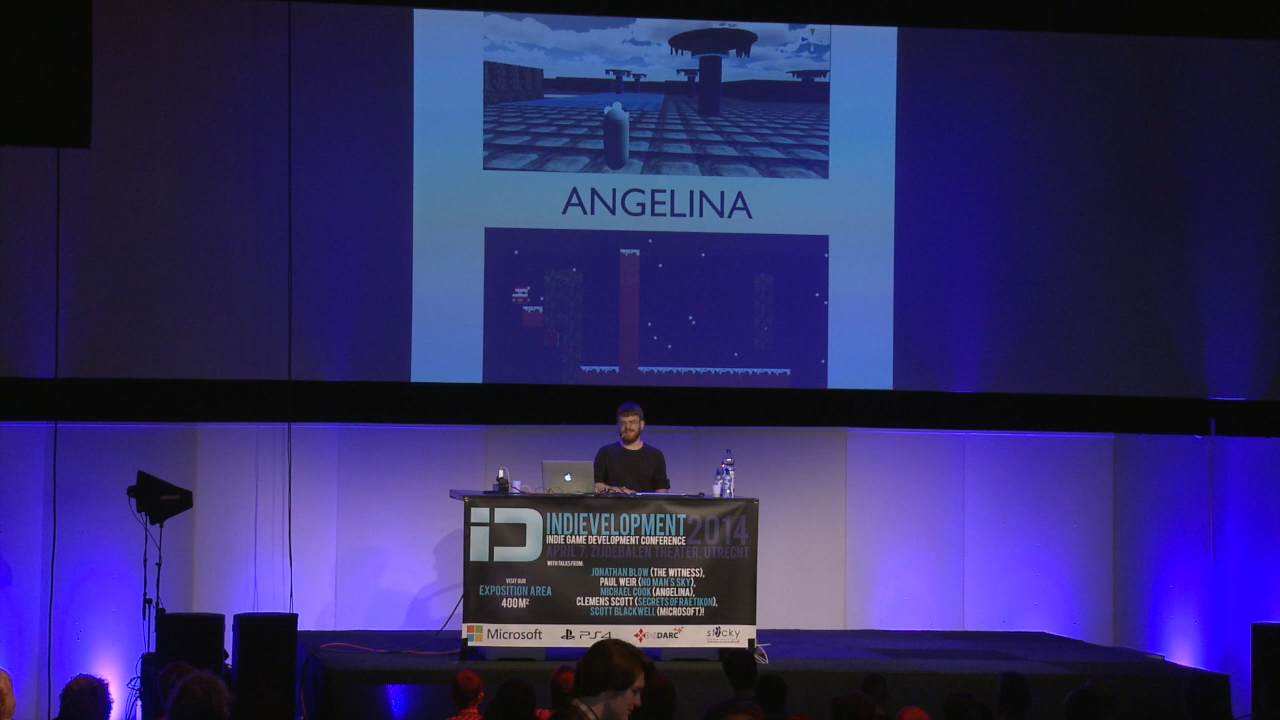 ANGELINA
iD INDIEVELOPMENT 2014
INDIE GAME DEVELOPMENT CONFERENCE
APRIL 7, ZIJDEBALEN THEATER, UTRECHT
WITH TALKS FROM:
JONATHAN BLOW (THE WITNESS),
PAUL WEIR (NO MAN'S SKY),
MICHAEL COOK (ANGELINA),
CLEMENS SCOTT (SECRETS OF RAETIKON),
SCOTT BLACKWELL (MICROSOFT)!
VISIT OUR
EXPOSITION AREA
400M²
Microsoft PS4